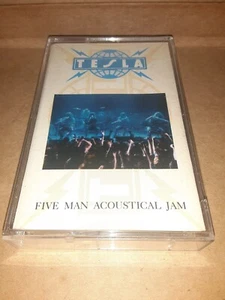 TESLA
FIVE MAN ACOUSTICAL JAM